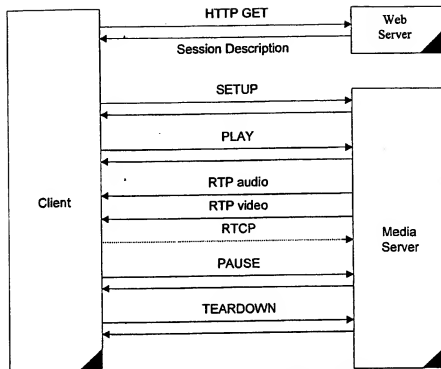 HTTP GET
Web
Server
Session Description
SETUP
PLAY
RTP audio
Client
RTP video
RTCP
Media
Server
PAUSE
TEARDOWN